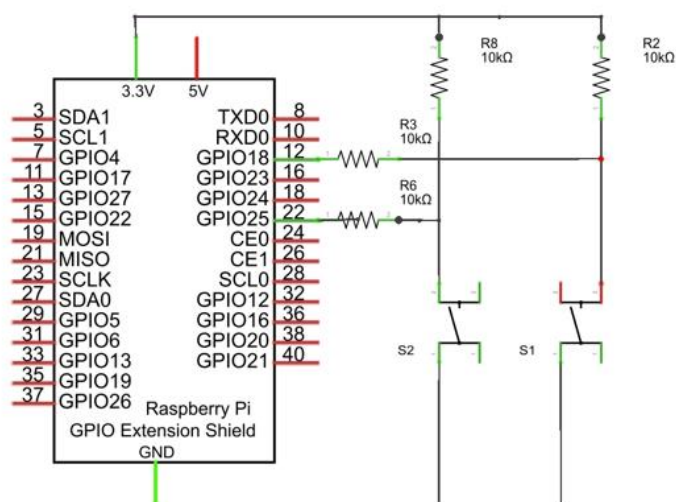 R8
10kΩ
R2
10kΩ
3.3V
5V
3 SDA1 TXD0 8
5 SCL1 RXD0 10
7 GPIO4 GPIO18 12
11 GPIO17 GPIO23 16
13 GPIO27 GPIO24 18
15 GPIO22 GPIO25 22
19 MOSI CE0 24
21 MISO CE1 26
23 SCLK SCL0 28
27 SDA0 GPIO12 32
29 GPIO5 GPIO16 36
31 GPIO6 GPIO20 38
33 GPIO13 GPIO21 40
35 GPIO19
37 GPIO26
Raspberry Pi
GPIO Extension Shield
GND
R3
10kΩ
R6
10kΩ
S2
S1